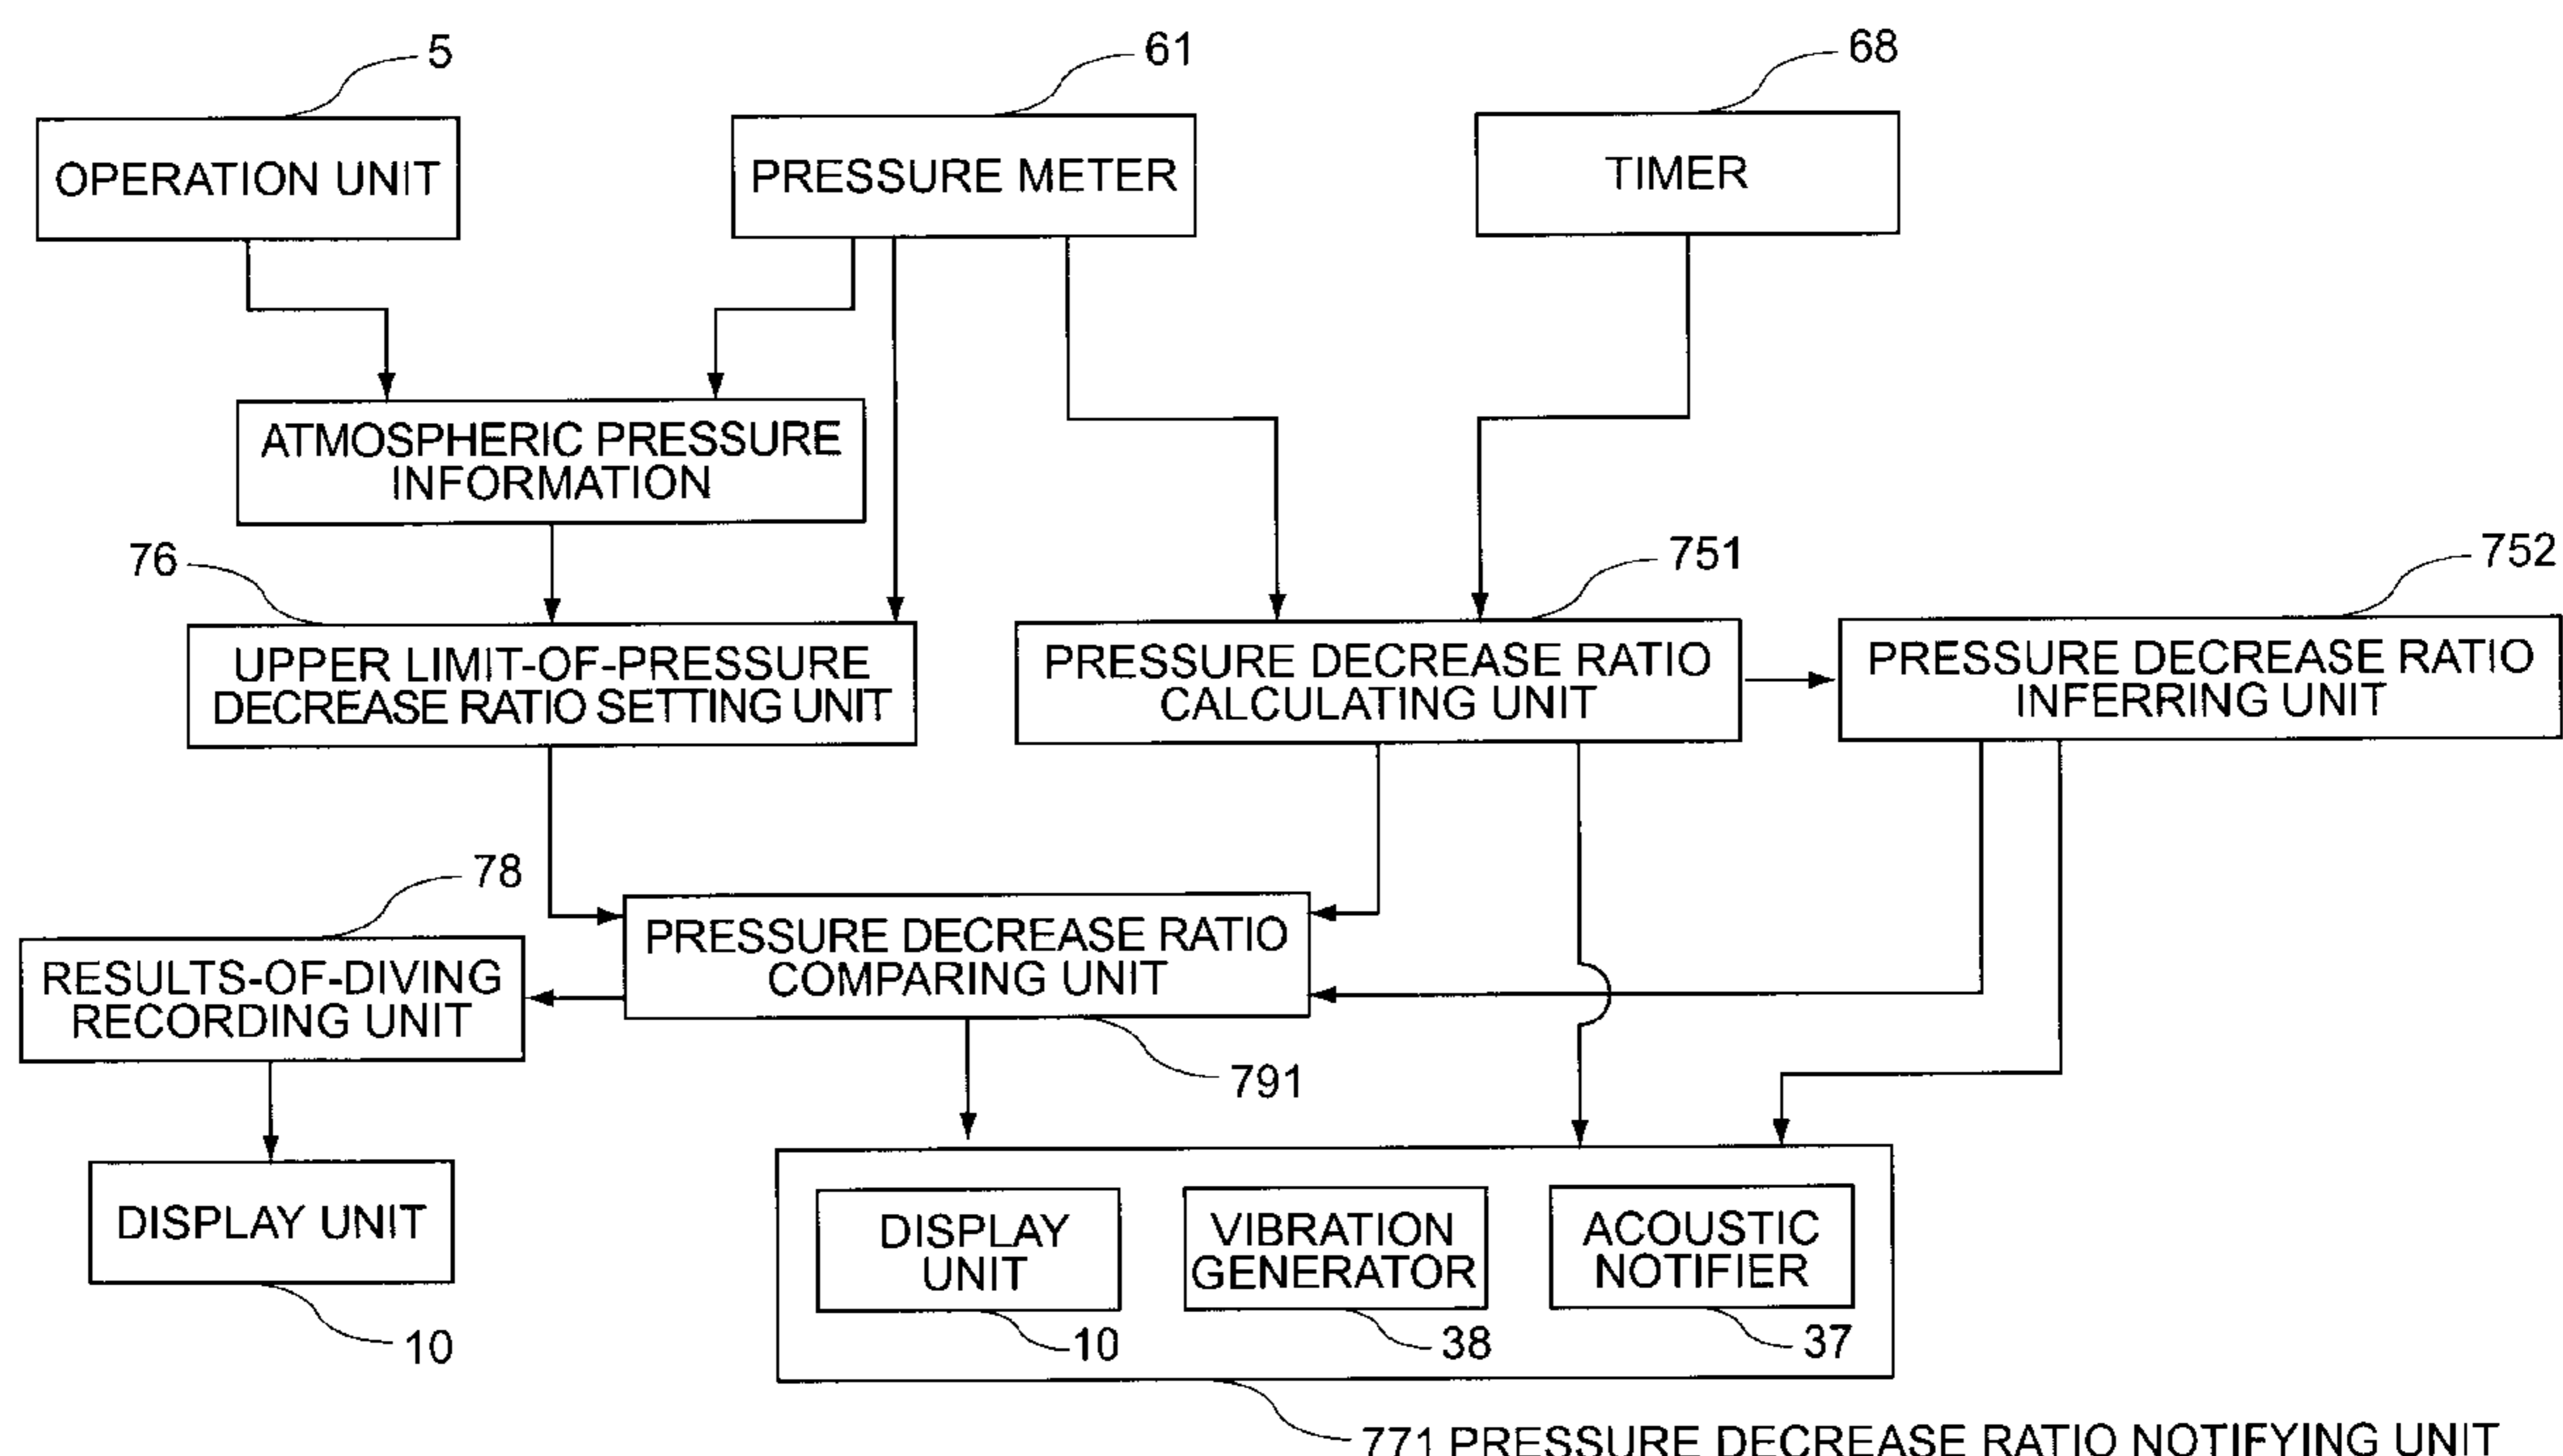 5
61
68
OPERATION UNIT
PRESSURE METER
TIMER
ATMOSPHERIC PRESSURE
INFORMATION
76
751
752
UPPER LIMIT-OF-PRESSURE
DECREASE RATIO SETTING UNIT
PRESSURE DECREASE RATIO
CALCULATING UNIT
PRESSURE DECREASE RATIO
INFERRING UNIT
78
RESULTS-OF-DIVING
RECORDING UNIT
PRESSURE DECREASE RATIO
COMPARING UNIT
791
DISPLAY UNIT
10
DISPLAY
UNIT
10
VIBRATION
GENERATOR
38
ACOUSTIC
NOTIFIER
37
771 PRESSURE DECREASE RATIO NOTIFYING UNIT